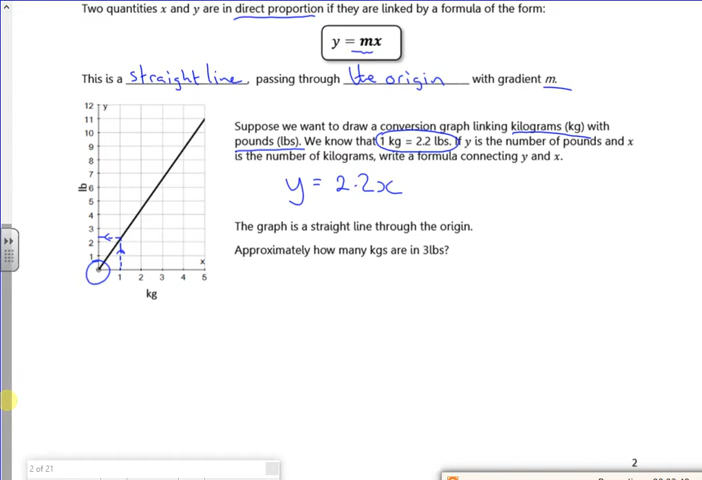 Two quantities x and y are in direct proportion if they are linked by a formula of the form:
y = mx
This is a straight line, passing through the origin with gradient m.
12 y
11
10
9
8
7
lb 6
5
4
3
2
1
x
1 2 3 4 5
kg
Suppose we want to draw a conversion graph linking kilograms (kg) with
pounds (lbs). We know that 1 kg = 2.2 lbs. If y is the number of pounds and x
is the number of kilograms, write a formula connecting y and x.
y = 2.2x
The graph is a straight line through the origin.
Approximately how many kgs are in 3lbs?
2
2 of 21